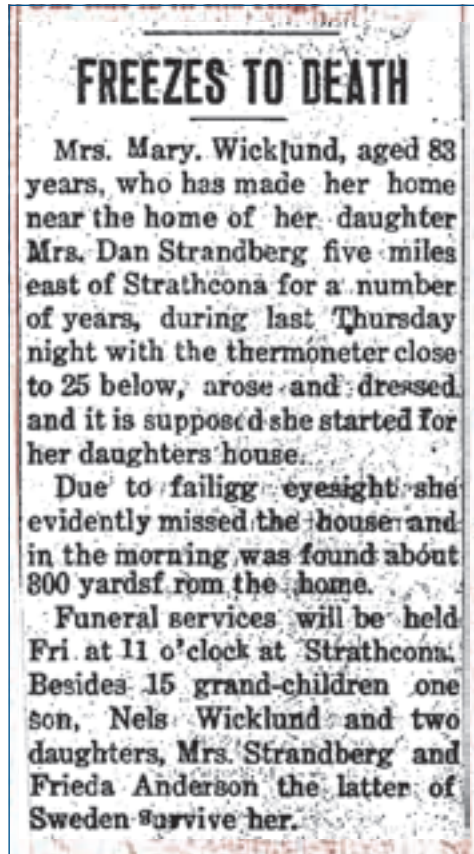 FREEZES TO DEATH
Mrs. Mary. Wicklund, aged 83
years, who has made her home
near the home of her daughter
Mrs. Dan Strandberg five miles
east of Strathcona for a number
of years, during last Thursday
night with the thermoneter close
to 25 below, arose and dressed
and it is supposed she started for
her daughters house.
Due to failigg eyesight she
evidently missed the house and
in the morning was found about
800 yardsf rom the home.
Funeral services will be held
Fri at 11 o'clock at Strathcona.
Besides 15 grand-children one
son, Nels Wicklund and two
daughters, Mrs. Strandberg and
Frieda Anderson the latter of
Sweden survive her.